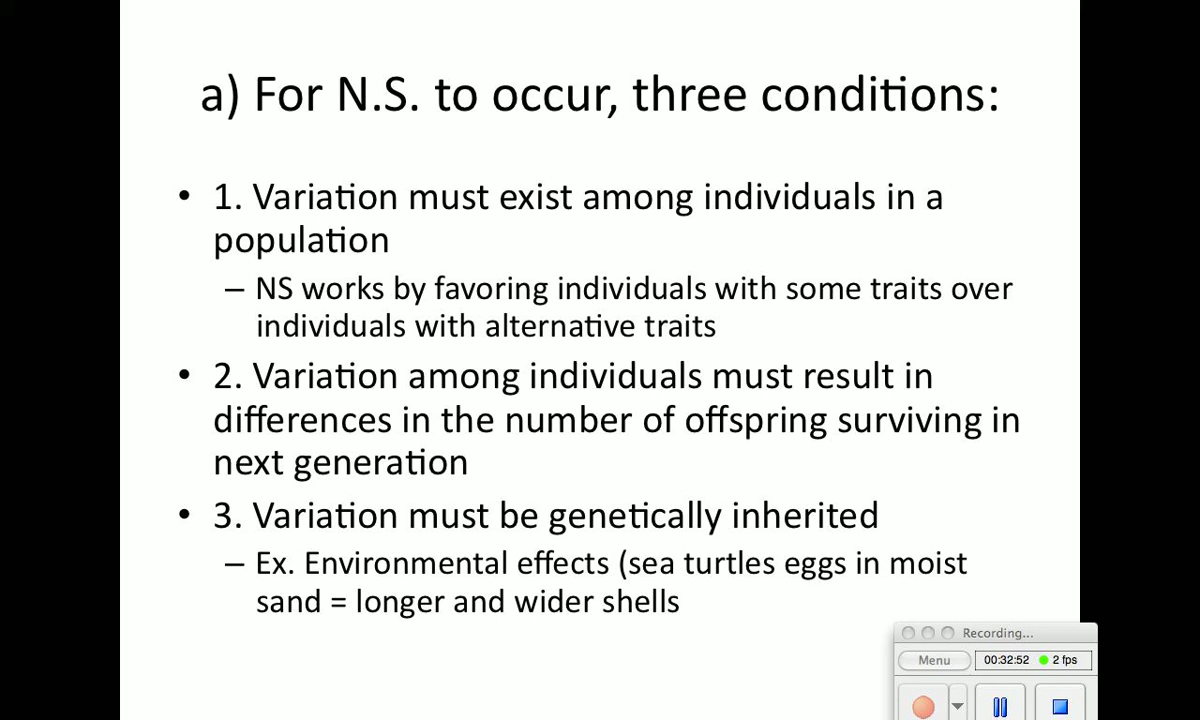 a) For N.S. to occur, three conditions:
• 1. Variation must exist among individuals in a
population
– NS works by favoring individuals with some traits over
individuals with alternative traits
• 2. Variation among individuals must result in
differences in the number of offspring surviving in
next generation
• 3. Variation must be genetically inherited
– Ex. Environmental effects (sea turtles eggs in moist
sand = longer and wider shells
Recording...
Menu 00:32:52 2 fps